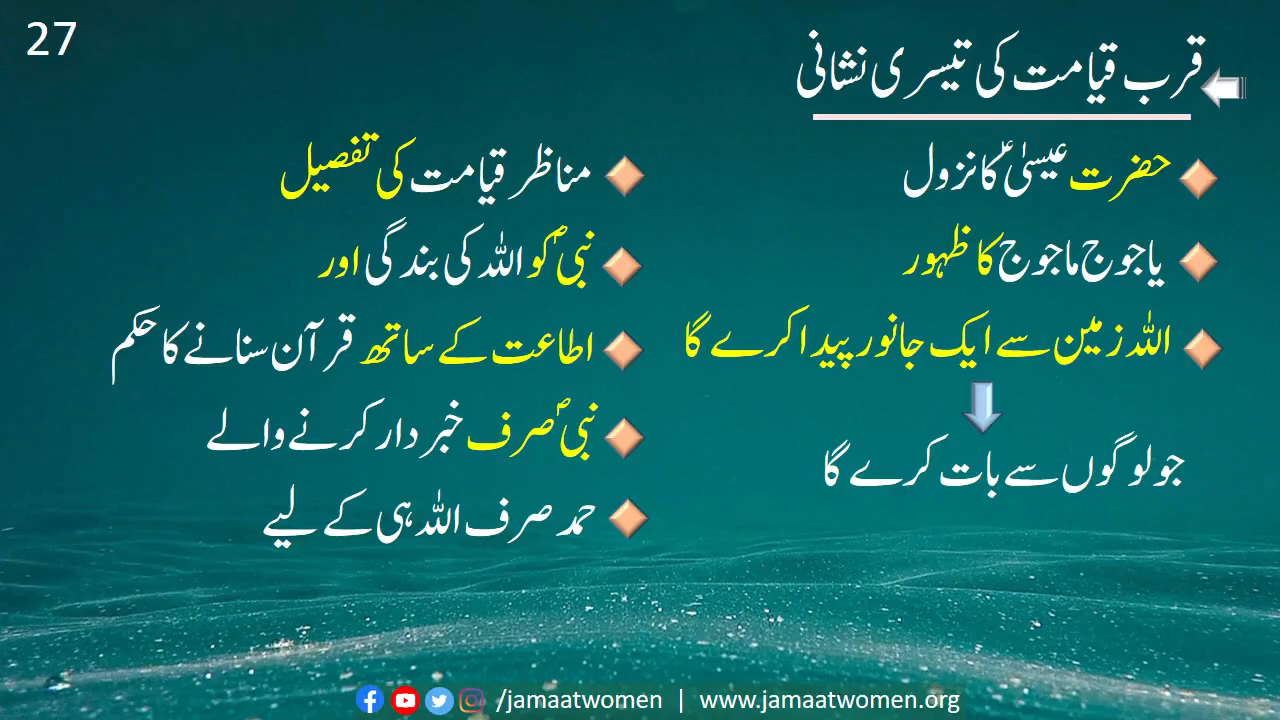 27
قرب قیامت کی تیسری نشانی
حضرت عیسیٰؑ کا نزول
یاجوج ماجوج کا ظہور
اللہ زمین سے ایک جانور پیدا کرے گا
جو لوگوں سے بات کرے گا
مناظر قیامت کی تفصیل
نبیؐ کو اللہ کی بندگی اور
اطاعت کے ساتھ قرآن سنانے کا حکم
نبیؐ صرف خبردار کرنے والے
حمد صرف اللہ ہی کے لیے
/jamaatwomen | www.jamaatwomen.org